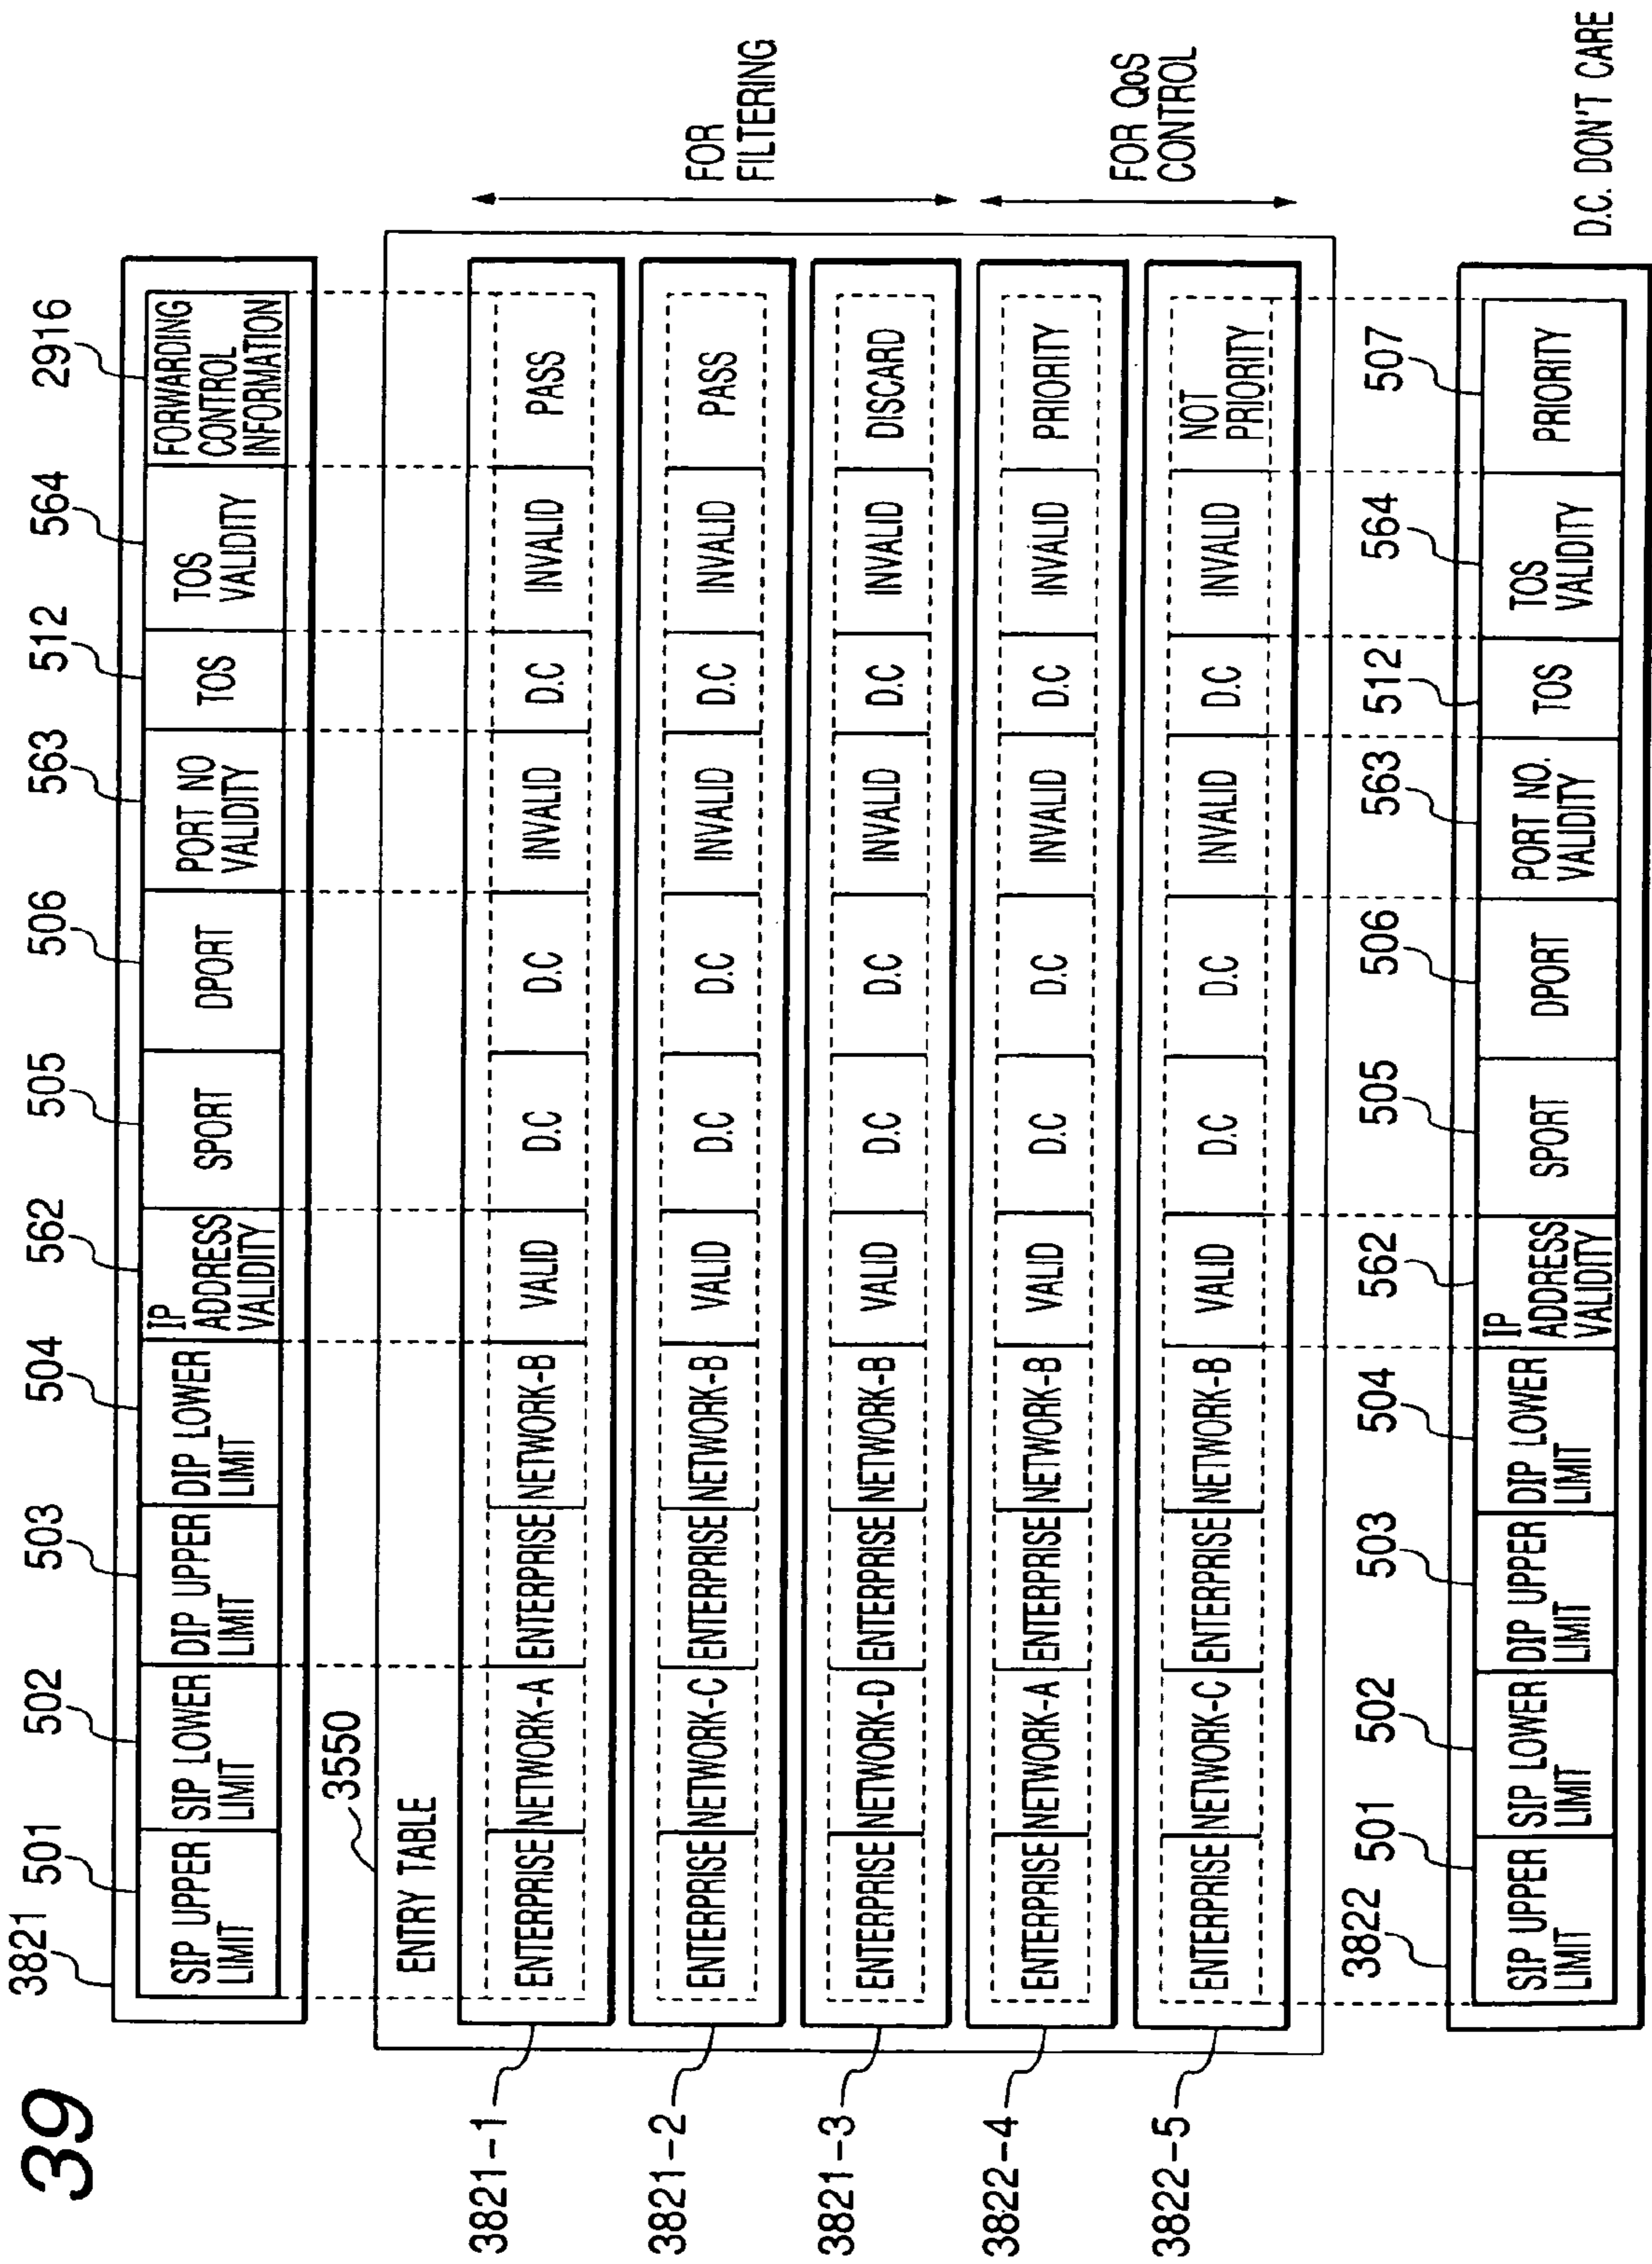 39
3821
501
502
503
504
562
505
506
563
512
564
2916
SIP UPPER
LIMIT
SIP LOWER
LIMIT
DIP UPPER
LIMIT
DIP LOWER
LIMIT
IP
ADDRESS
VALIDITY
SPORT
DPORT
PORT NO
VALIDITY
TOS
TOS
VALIDITY
FORWARDING
CONTROL
INFORMATION
3550
ENTRY TABLE
3821-1
ENTERPRISE
NETWORK-A
ENTERPRISE
NETWORK-B
VALID
D.C
D.C
INVALID
D.C
INVALID
PASS
3821-2
ENTERPRISE
NETWORK-C
ENTERPRISE
NETWORK-B
VALID
D.C
D.C
INVALID
D.C
INVALID
PASS
FOR
FILTERING
3821-3
ENTERPRISE
NETWORK-D
ENTERPRISE
NETWORK-B
VALID
D.C
D.C
INVALID
D.C
INVALID
DISCARD
3822-4
ENTERPRISE
NETWORK-A
ENTERPRISE
NETWORK-B
VALID
D.C
D.C
INVALID
D.C
INVALID
PRIORITY
FOR QoS
CONTROL
3822-5
ENTERPRISE
NETWORK-C
ENTERPRISE
NETWORK-B
VALID
D.C
D.C
INVALID
D.C
INVALID
NOT
PRIORITY
3822
501
502
503
504
562
505
506
563
512
564
507
SIP UPPER
LIMIT
SIP LOWER
LIMIT
DIP UPPER
LIMIT
DIP LOWER
LIMIT
IP
ADDRESS
VALIDITY
SPORT
DPORT
PORT NO.
VALIDITY
TOS
TOS
VALIDITY
PRIORITY
D.C. DON'T CARE